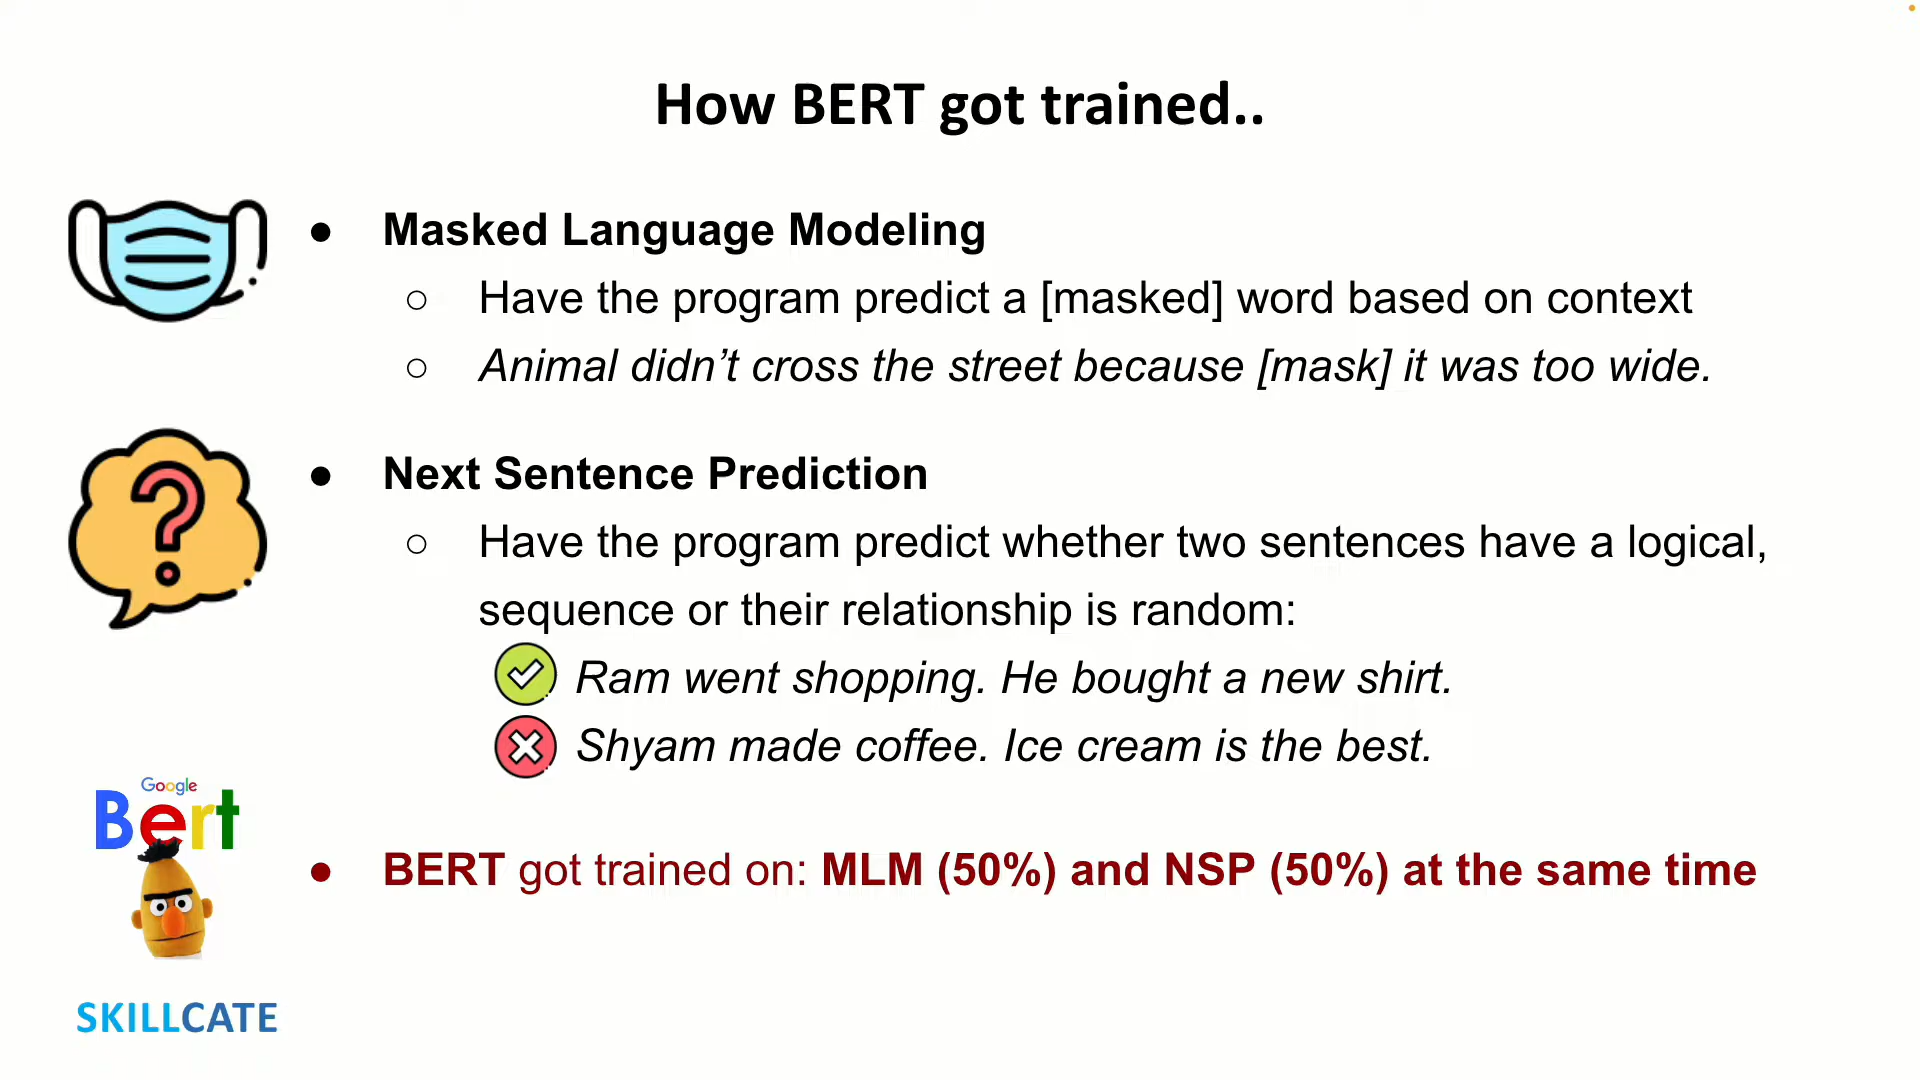 How BERT got trained..
● Masked Language Modeling
○ Have the program predict a [masked] word based on context
○ Animal didn’t cross the street because [mask] it was too wide.
● Next Sentence Prediction
○ Have the program predict whether two sentences have a logical,
sequence or their relationship is random:
Ram went shopping. He bought a new shirt.
Shyam made coffee. Ice cream is the best.
Google
Bert
● BERT got trained on: MLM (50%) and NSP (50%) at the same time
SKILLCATE